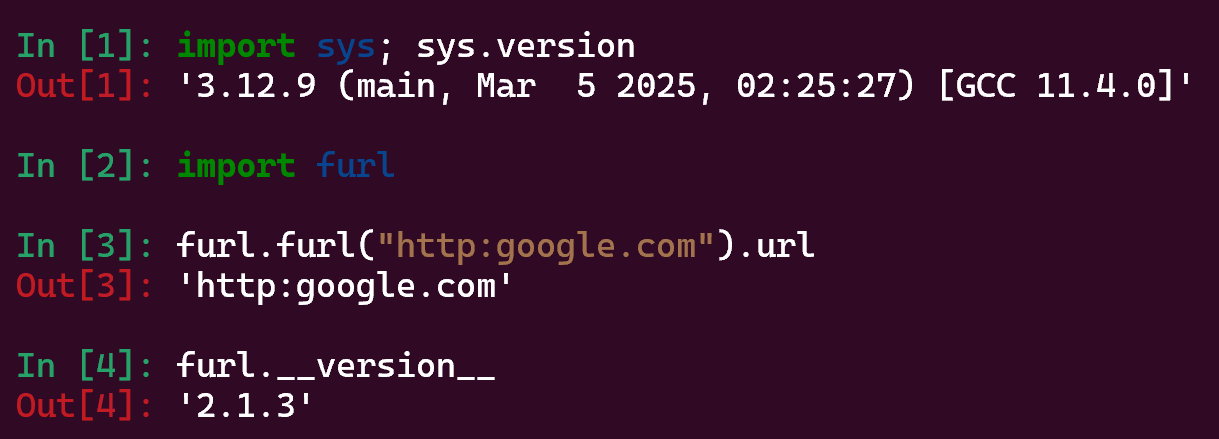 In [1]: import sys; sys.version
Out[1]: '3.12.9 (main, Mar  5 2025, 02:25:27) [GCC 11.4.0]'
In [2]: import furl
In [3]: furl.furl("http:google.com").url
Out[3]: 'http:google.com'
In [4]: furl.__version__
Out[4]: '2.1.3'